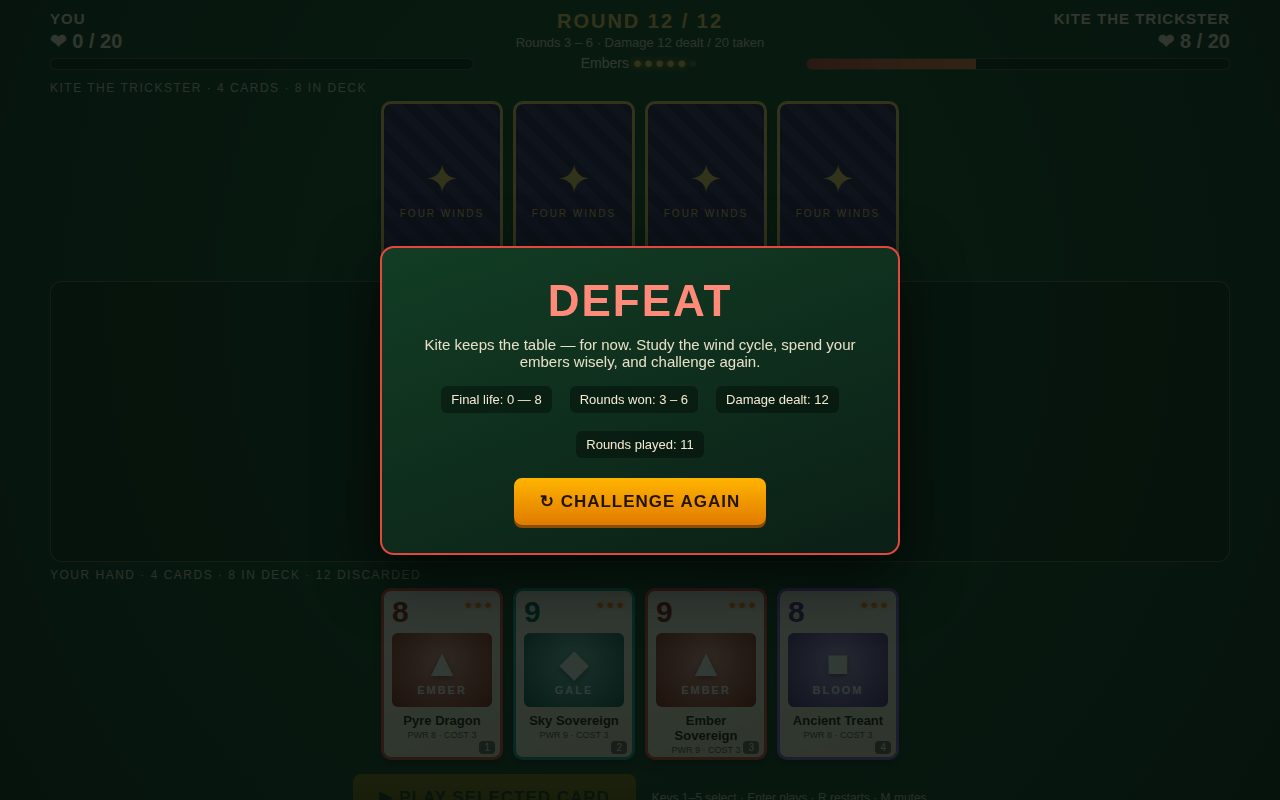 YOU
ROUND 12 / 12
KITE THE TRICKSTER
❤ 0 / 20
Rounds 3 – 6 · Damage 12 dealt / 20 taken
❤ 8 / 20
Embers
KITE THE TRICKSTER · 4 CARDS · 8 IN DECK
FOUR WINDS
FOUR WINDS
FOUR WINDS
FOUR WINDS
DEFEAT
Kite keeps the table — for now. Study the wind cycle, spend your
embers wisely, and challenge again.
Final life: 0 — 8
Rounds won: 3 – 6
Damage dealt: 12
Rounds played: 11
↻ CHALLENGE AGAIN
YOUR HAND · 4 CARDS · 8 IN DECK · 12 DISCARDED
8
EMBER
Pyre Dragon
PWR 8 · COST 3
1
9
GALE
Sky Sovereign
PWR 9 · COST 3
2
9
EMBER
Ember
Sovereign
PWR 9 · COST 3
3
8
BLOOM
Ancient Treant
PWR 8 · COST 3
4
▶ PLAY SELECTED CARD
Keys 1–5 select · Enter plays · R restarts · M mutes